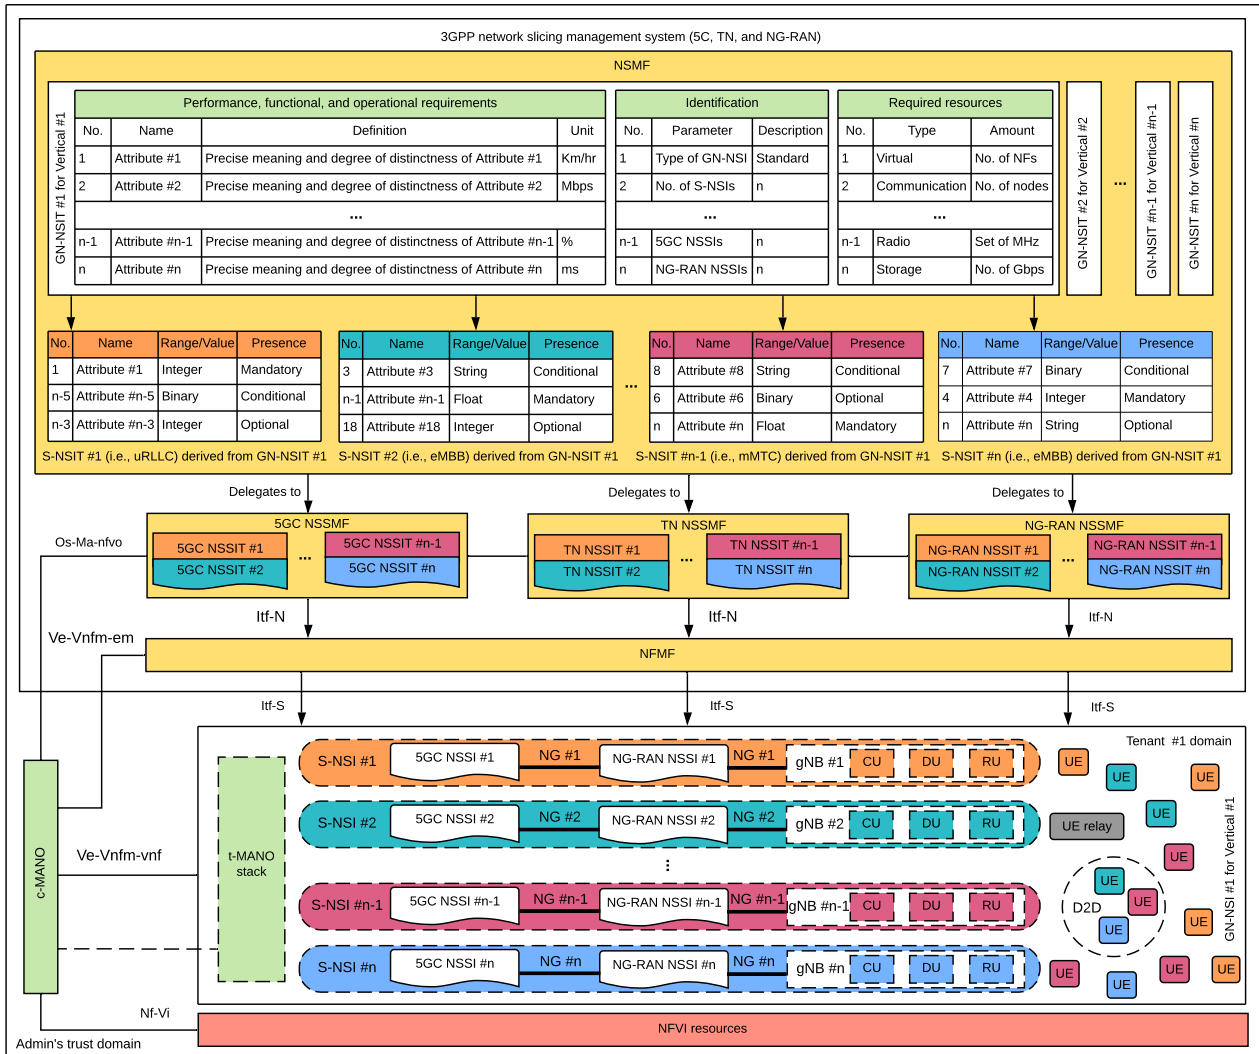 3GPP network slicing management system (5C, TN, and NG-RAN)
NSMF
GN-NSIT #1 for Vertical #1
Performance, functional, and operational requirements
No. Name Definition Unit
1 Attribute #1 Precise meaning and degree of distinctness of Attribute #1 Km/hr
2 Attribute #2 Precise meaning and degree of distinctness of Attribute #2 Mbps
...
n-1 Attribute #n-1 Precise meaning and degree of distinctness of Attribute #n-1 %
n Attribute #n Precise meaning and degree of distinctness of Attribute #n ms
Identification
No. Parameter Description
1 Type of GN-NSI Standard
2 No. of S-NSIs n
...
n-1 5GC NSSIs n
n NG-RAN NSSIs n
Required resources
No. Type Amount
1 Virtual No. of NFs
2 Communication No. of nodes
...
n-1 Radio Set of MHz
n Storage No. of Gbps
GN-NSIT #2 for Vertical #2
...
GN-NSIT #n-1 for Vertical #n-1
GN-NSIT #n for Vertical #n
No. Name Range/Value Presence
1 Attribute #1 Integer Mandatory
n-5 Attribute #n-5 Binary Conditional
n-3 Attribute #n-3 Integer Optional
S-NSIT #1 (i.e., uRLLC) derived from GN-NSIT #1
No. Name Range/Value Presence
3 Attribute #3 String Conditional
n-1 Attribute #n-1 Float Mandatory
18 Attribute #18 Integer Optional
S-NSIT #2 (i.e., eMBB) derived from GN-NSIT #1
...
No. Name Range/Value Presence
8 Attribute #8 String Conditional
6 Attribute #6 Binary Optional
n Attribute #n Float Mandatory
S-NSIT #n-1 (i.e., mMTC) derived from GN-NSIT #1
No. Name Range/Value Presence
7 Attribute #7 Binary Conditional
4 Attribute #4 Integer Mandatory
n Attribute #n String Optional
S-NSIT #n (i.e., eMBB) derived from GN-NSIT #1
Delegates to
Delegates to
Delegates to
5GC NSSMF
5GC NSSIT #1
5GC NSSIT #2
...
5GC NSSIT #n-1
5GC NSSIT #n
TN NSSMF
TN NSSIT #1
TN NSSIT #2
...
TN NSSIT #n-1
TN NSSIT #n
NG-RAN NSSMF
NG-RAN NSSIT #1
NG-RAN NSSIT #2
...
NG-RAN NSSIT #n-1
NG-RAN NSSIT #n
Os-Ma-nfvo
Itf-N
Itf-N
Itf-N
Ve-Vnfm-em
NFMF
Itf-S
Itf-S
Itf-S
Tenant #1 domain
c-MANO
Ve-Vnfm-vnf
t-MANO
stack
S-NSI #1 5GC NSSI #1 NG #1 NG-RAN NSSI #1 NG #1 gNB #1 CU DU RU
S-NSI #2 5GC NSSI #2 NG #2 NG-RAN NSSI #2 NG #2 gNB #2 CU DU RU
...
S-NSI #n-1 5GC NSSI #n-1 NG #n-1 NG-RAN NSSI #n-1 NG #n-1 gNB #n-1 CU DU RU
S-NSI #n 5GC NSSI #n NG #n NG-RAN NSSI #n NG #n gNB #n CU DU RU
UE
UE
UE
UE
UE relay
UE
UE
D2D
UE
UE
UE
UE
UE
UE
UE
GN-NSI #1 for Vertical #1
Nf-Vi
NFVI resources
Admin's trust domain